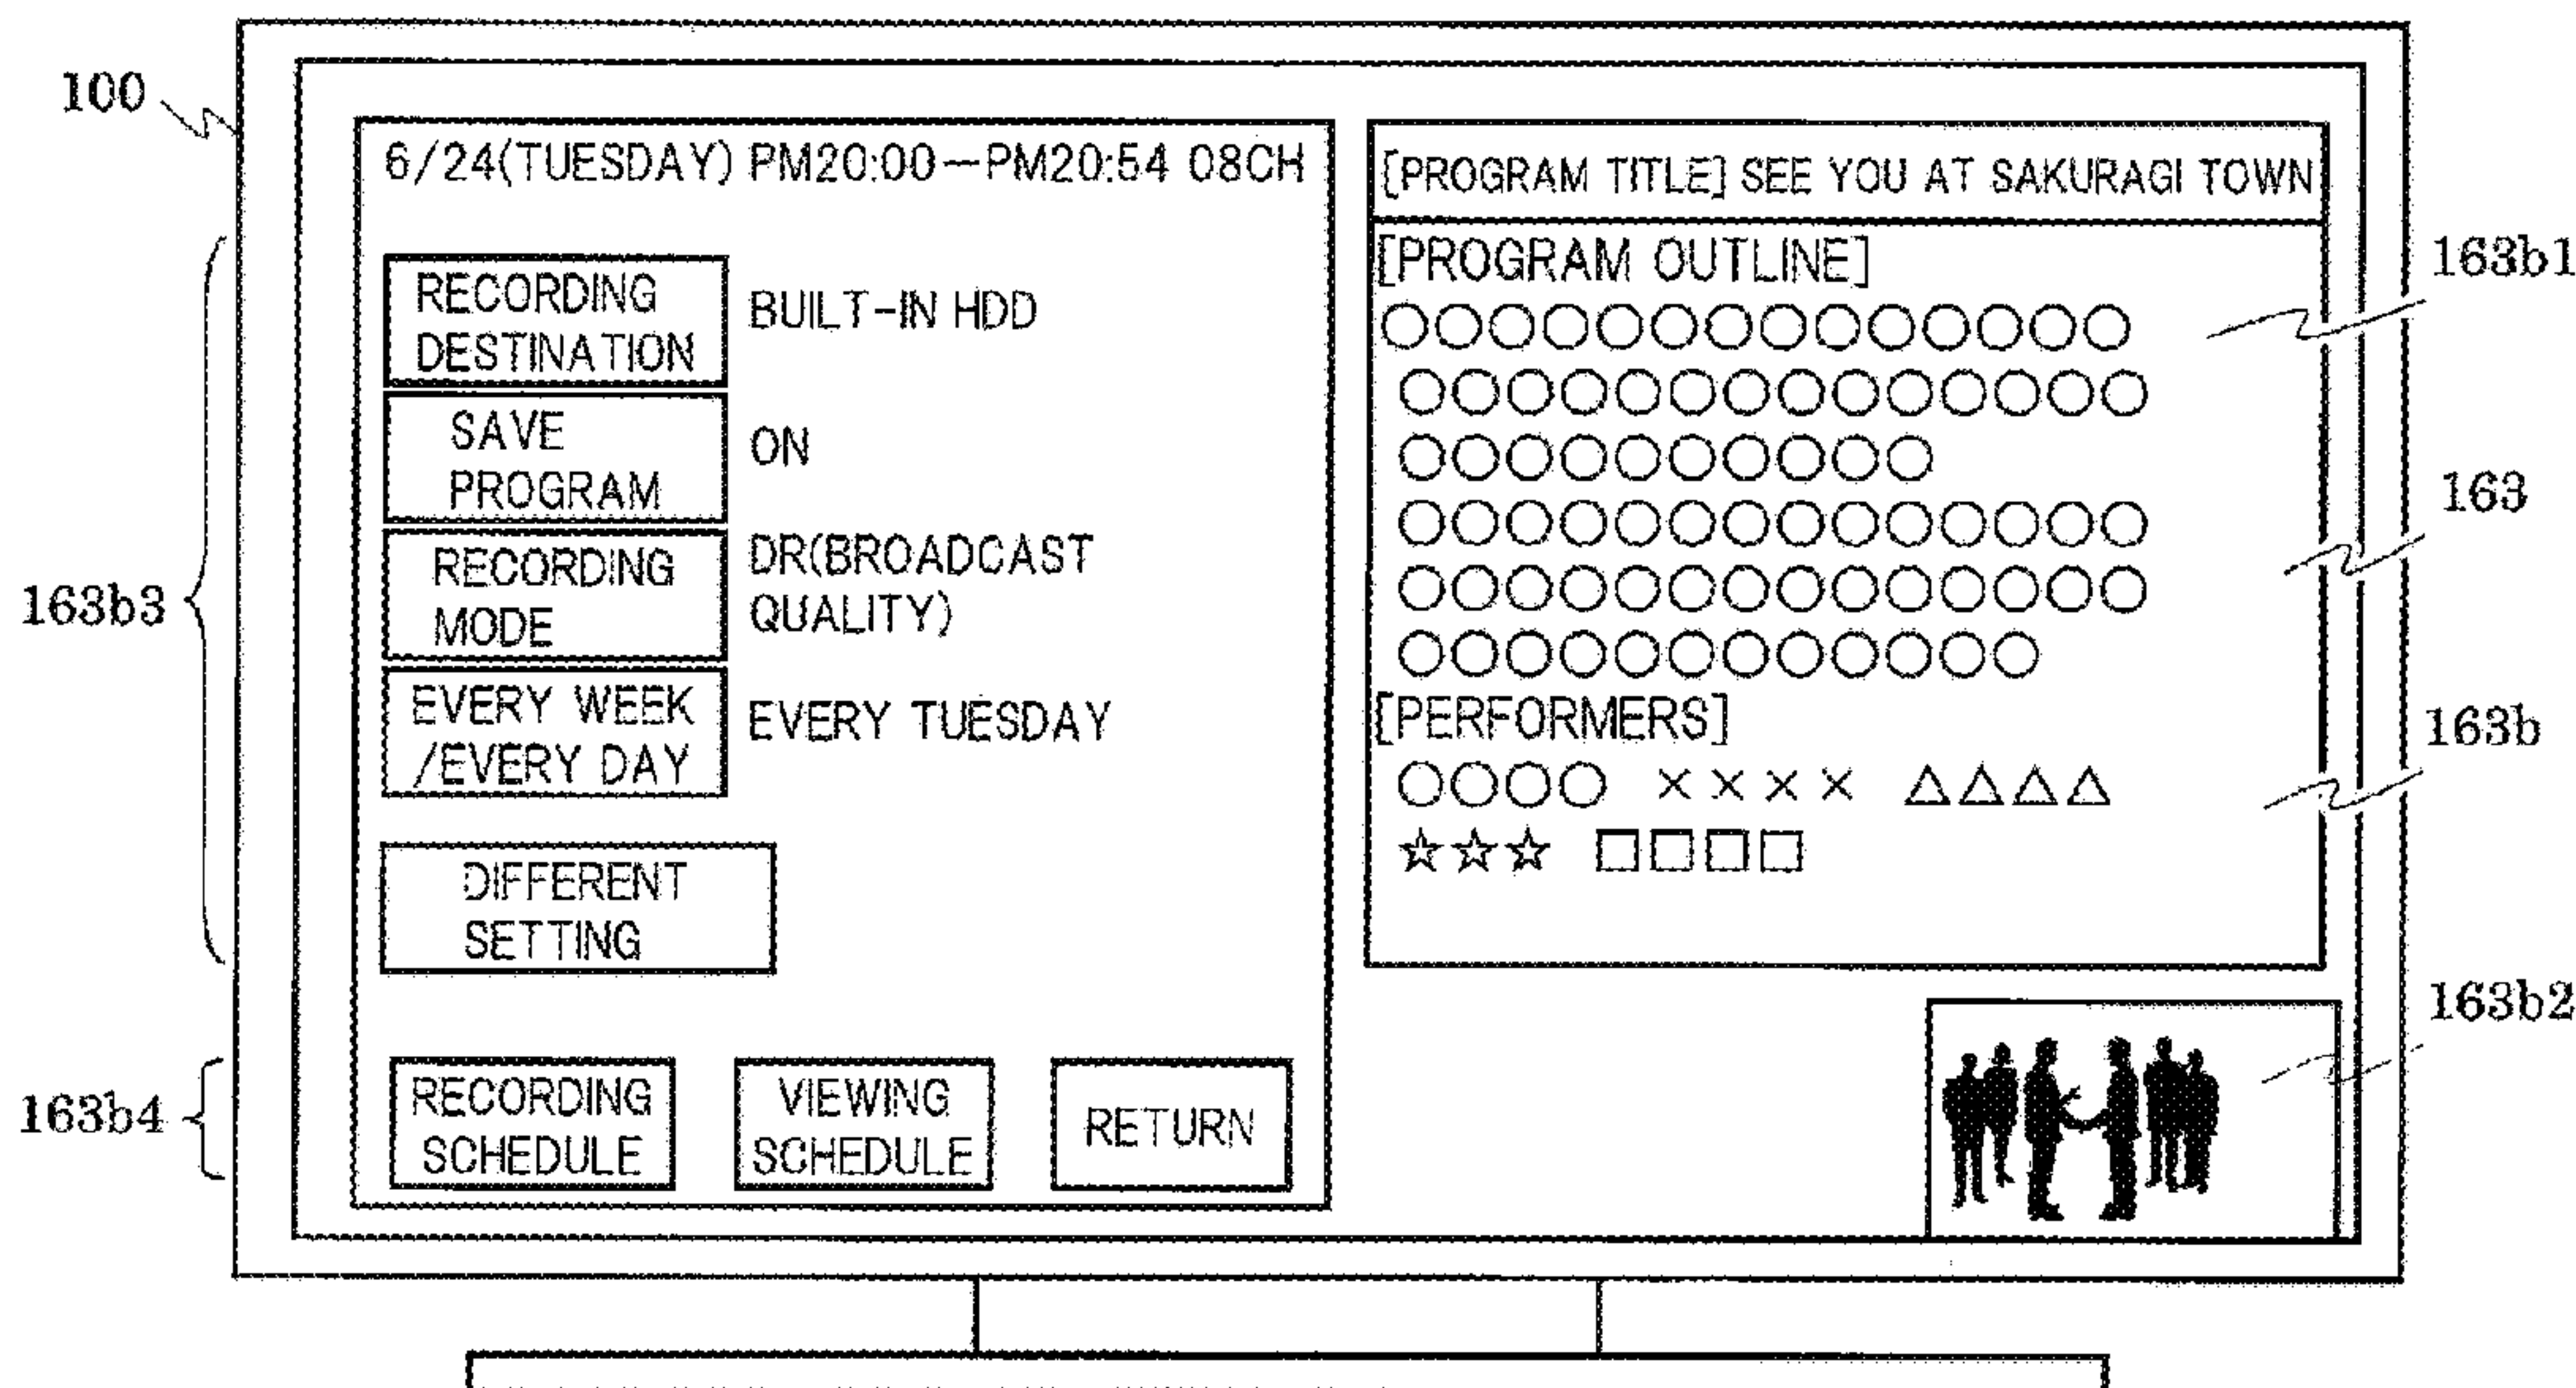 100
6/24(TUESDAY) PM20:00-PM20:54 08CH
RECORDING
DESTINATION
BUILT-IN HDD
SAVE
PROGRAM
ON
RECORDING
MODE
DR(BROADCAST
QUALITY)
EVERY WEEK
/EVERY DAY
EVERY TUESDAY
DIFFERENT
SETTING
163b3
RECORDING
SCHEDULE
VIEWING
SCHEDULE
RETURN
163b4
[PROGRAM TITLE] SEE YOU AT SAKURAGI TOWN
[PROGRAM OUTLINE]
○○○○○○○○○○○○○○
○○○○○○○○○○○○○○
○○○○○○○○○○
○○○○○○○○○○○○○○
○○○○○○○○○○○○○○
○○○○○○○○○○○○
[PERFORMERS]
○○○○ ×××× △△△△
☆☆☆ □□□□
163b1
163
163b
163b2